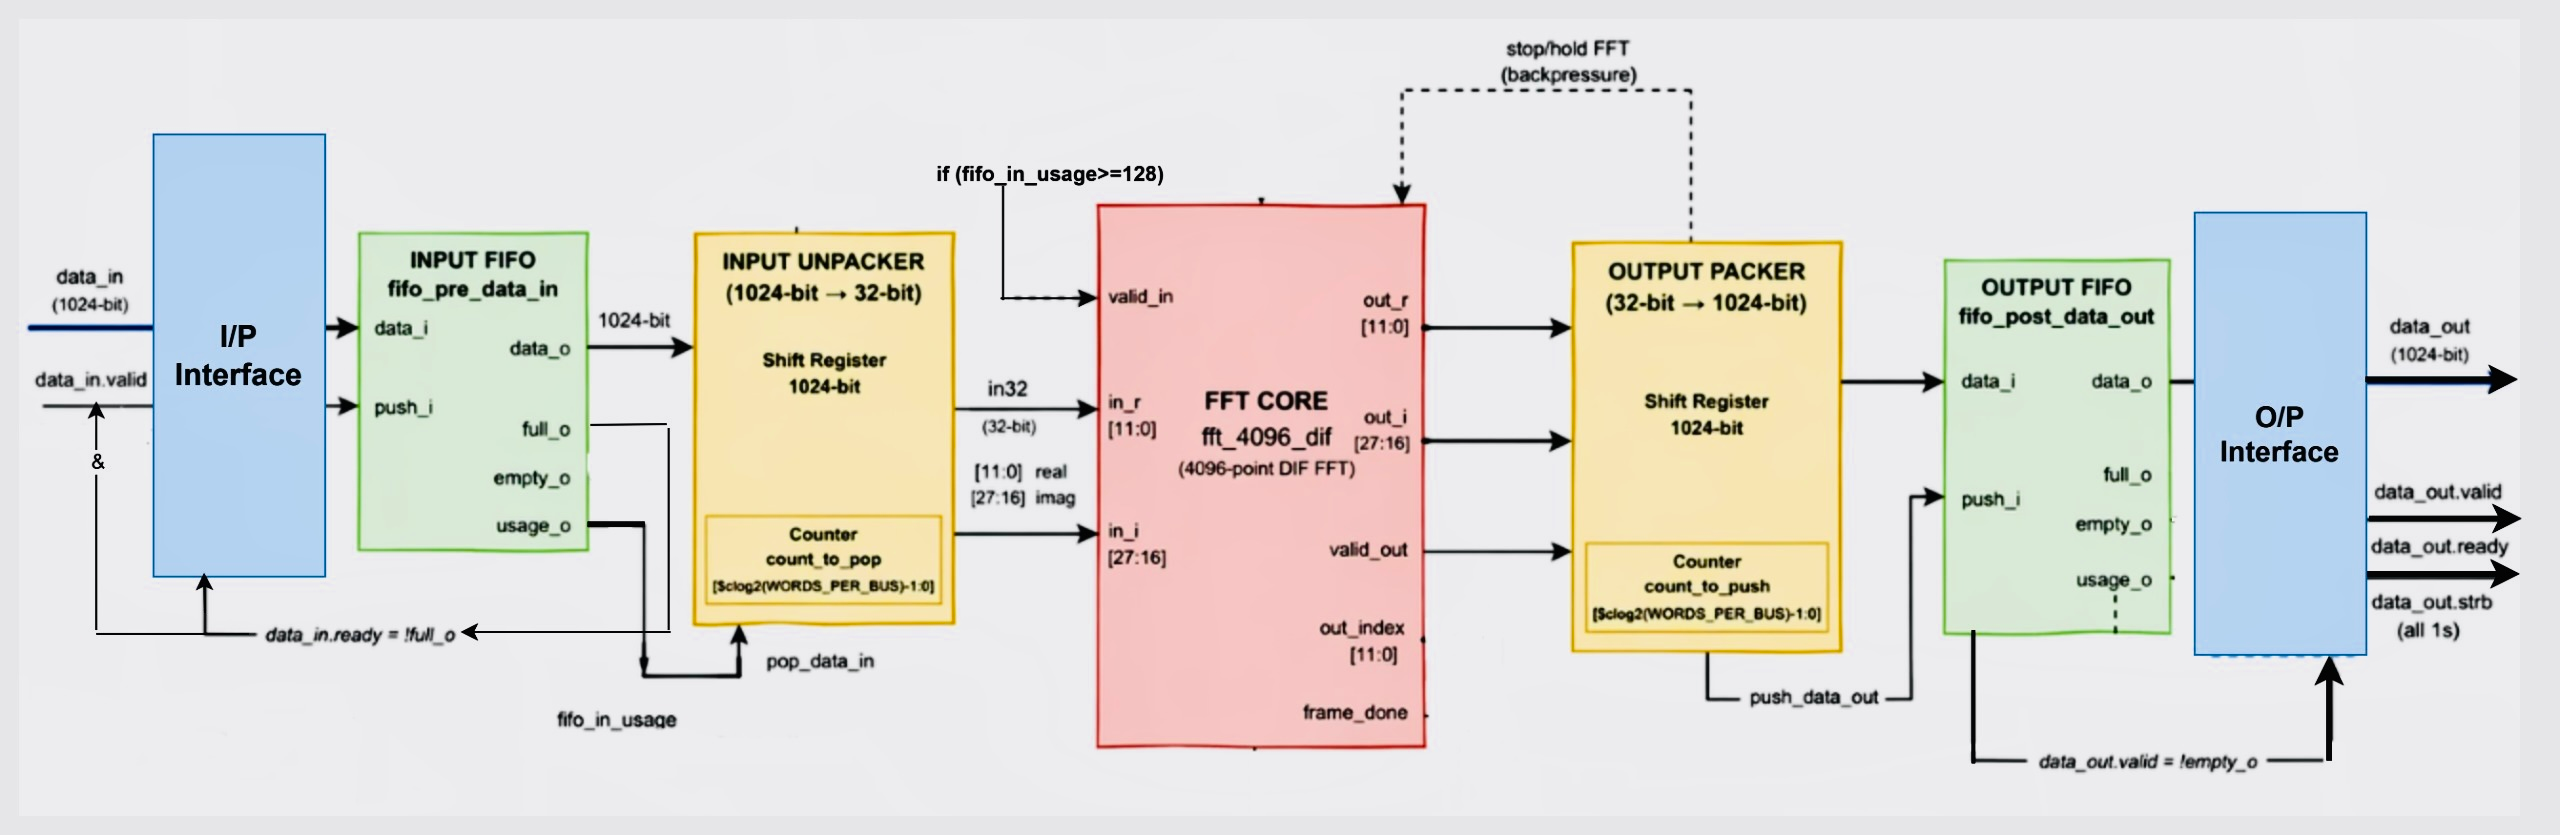 stop/hold FFT
(backpressure)
if (fifo_in_usage>=128)
data_in
(1024-bit)
data_in.valid
&
I/P
Interface
INPUT FIFO
fifo_pre_data_in
data_i
data_o
push_i
full_o
empty_o
usage_o
data_in.ready = !full_o
1024-bit
fifo_in_usage
pop_data_in
INPUT UNPACKER
(1024-bit → 32-bit)
Shift Register
1024-bit
Counter
count_to_pop
[$clog2(WORDS_PER_BUS)-1:0]
in32
(32-bit)
[11:0] real
[27:16] imag
valid_in
in_r
[11:0]
in_i
[27:16]
FFT CORE
fft_4096_dif
(4096-point DIF FFT)
out_r
[11:0]
out_i
[27:16]
valid_out
out_index
[11:0]
frame_done
OUTPUT PACKER
(32-bit → 1024-bit)
Shift Register
1024-bit
Counter
count_to_push
[$clog2(WORDS_PER_BUS)-1:0]
push_data_out
OUTPUT FIFO
fifo_post_data_out
data_i
data_o
push_i
full_o
empty_o
usage_o
data_out.valid = !empty_o
O/P
Interface
data_out
(1024-bit)
data_out.valid
data_out.ready
data_out.strb
(all 1s)